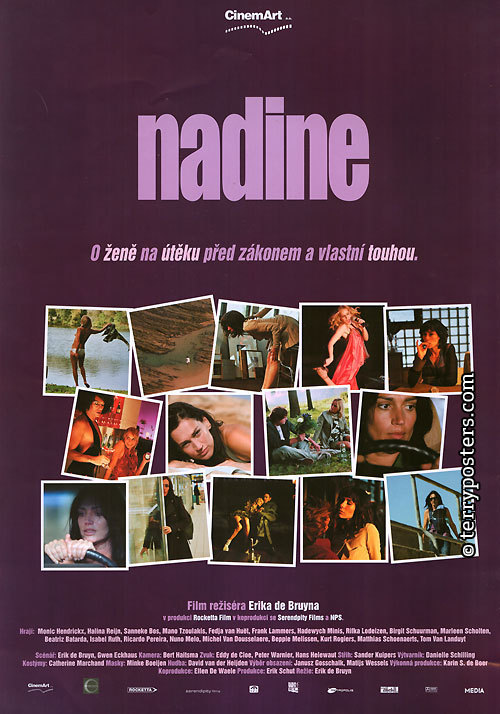 CinemArt a.s.
nadine
O ženě na útěku před zákonem a vlastní touhou.
© terryposters.com
Film režiséra Erika de Bruyna
v produkci Rocketta Film v koprodukci se Serendpity Films a NPS.
Hrají: Monic Hendrickx, Halina Reijn, Sanneke Bos, Mano Tzoulakis, Fedja van Huêt, Frank Lammers, Hadewych Minis, Rifka Lodeizen, Birgit Schuurman, Marleen Scholten,
Beatriz Batarda, Isabel Ruth, Ricardo Pereira, Nuno Melo, Michel Van Dousselaere, Beppie Melissen, Kurt Rogiers, Matthias Schoenaerts, Tom Van Landuyt
Scénář: Erik de Bruyn, Gwen Eckhaus Kamera: Bert Haitsma Zvuk: Eddy de Cloe, Peter Warnier, Hans Helewaut Střih: Sander Kuipers Výtvarník: Danielle Schilling
Kostýmy: Catherine Marchand Masky: Minke Boeijen Hudba: David van der Heijden Výběr obsazení: Janusz Gosschalk, Matijs Wessels Výkonná produkce: Karin S. de Boer
Koprodukce: Ellen De Waele Produkce: Erik Schut Režie: Erik de Bruyn
ROCKETTA
serendipity films
MEDIA